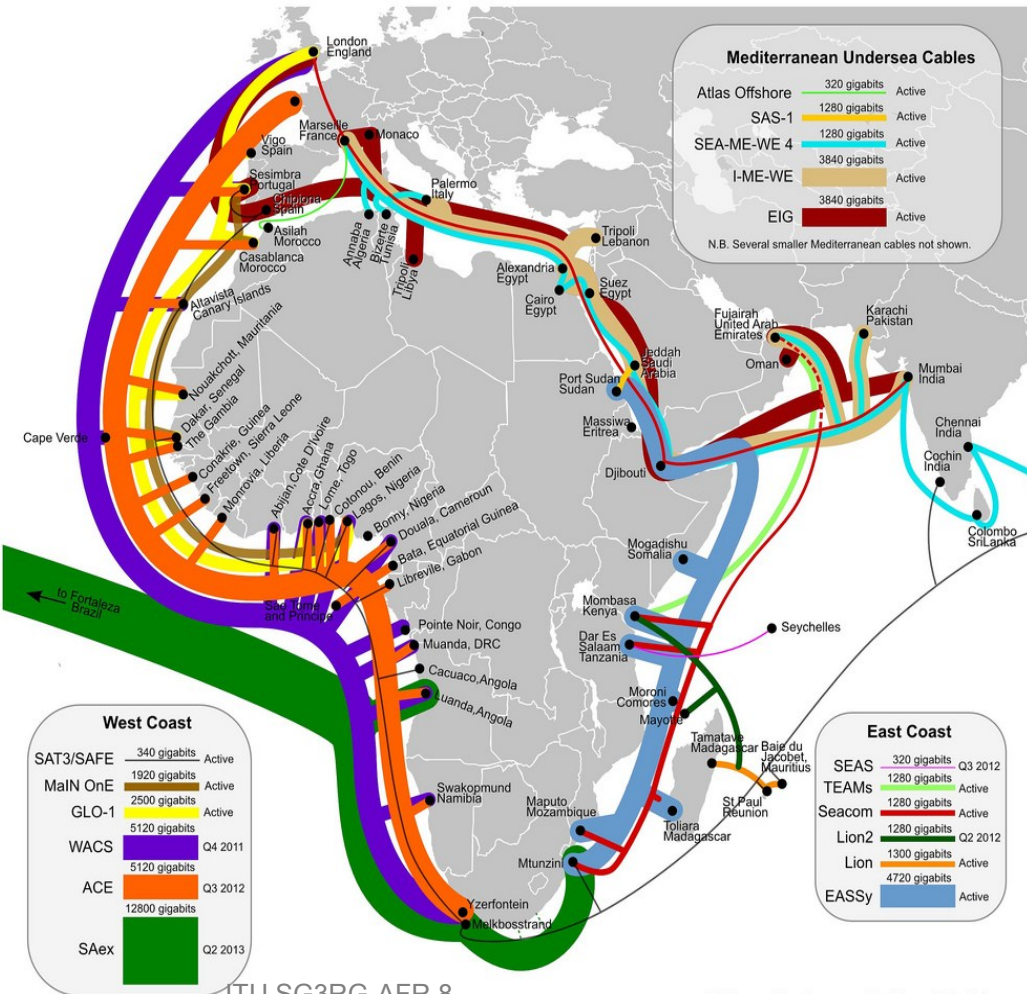 London
England
Marseille
France
Monaco
Vigo
Spain
Sesimbra
Portugal
Chipiona
Spain
Asilah
Morocco
Casablanca
Morocco
Palermo
Italy
Annaba
Algeria
Bizerte
Tunisia
Tripoli
Libya
Tripoli
Lebanon
Alexandria
Egypt
Cairo
Egypt
Suez
Egypt
Altavista
Canary Islands
Nouakchott, Mauritania
Dakar, Senegal
The Gambia
Cape Verde
Conakrie, Guinea
Freetown, Sierra Leone
Monrovia, Liberia
Abijan,Cote D'Ivoire
Accra,Ghana
Lome, Togo
Cotonou, Benin
Lagos, Nigeria
Bonny, Nigeria
Douala, Cameroun
Bata, Equatorial Guinea
Libreville, Gabon
Sao Tome
and Principe
Pointe Noir, Congo
Muanda, DRC
Cacuaco,Angola
Luanda,Angola
to Fortaleza
Brazil
Swakopmund
Namibia
Yzerfontein
Melkbosstrand
Jeddah
Saudi
Arabia
Port Sudan
Sudan
Massiwa
Eritrea
Djibouti
Fujairah
United Arab
Emirates
Oman
Karachi
Pakistan
Mumbai
India
Chennai
India
Cochin
India
Colombo
SriLanka
Mogadishu
Somalia
Mombasa
Kenya
Dar Es
Salaam
Tanzania
Seychelles
Moroni
Comores
Mayotte
Tamatave
Madagascar
Baie du
Jacobet,
Mauritius
St Paul
Reunion
Toliara
Madagascar
Maputo
Mozambique
Mtunzini
Mediterranean Undersea Cables
Atlas Offshore 320 gigabits Active
SAS-1 1280 gigabits Active
SEA-ME-WE 4 1280 gigabits Active
I-ME-WE 3840 gigabits Active
EIG 3840 gigabits Active
N.B. Several smaller Mediterranean cables not shown.
West Coast
SAT3/SAFE 340 gigabits Active
MaIN OnE 1920 gigabits Active
GLO-1 2500 gigabits Active
WACS 5120 gigabits Q4 2011
ACE 5120 gigabits Q3 2012
SAex 12800 gigabits Q2 2013
East Coast
SEAS 320 gigabits Q3 2012
TEAMs 1280 gigabits Active
Seacom 1280 gigabits Active
Lion2 1280 gigabits Q2 2012
Lion 1300 gigabits Active
EASSy 4720 gigabits Active
ITU SG3RG-AFR 8